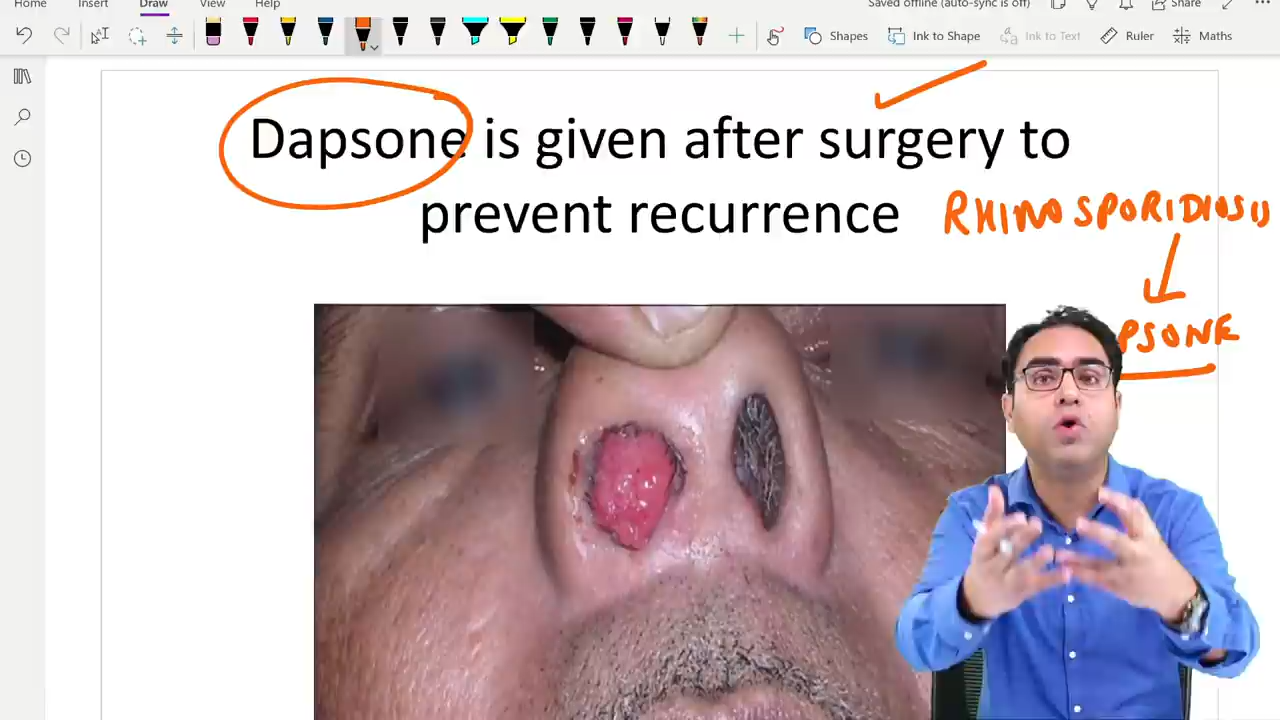 Home Insert Draw View Help Saved offline (auto-sync is off) Share
Shapes Ink to Shape Ink to Text Ruler Maths
Dapsone is given after surgery to
prevent recurrence
RHINOSPORIDIOSIS
PSONE